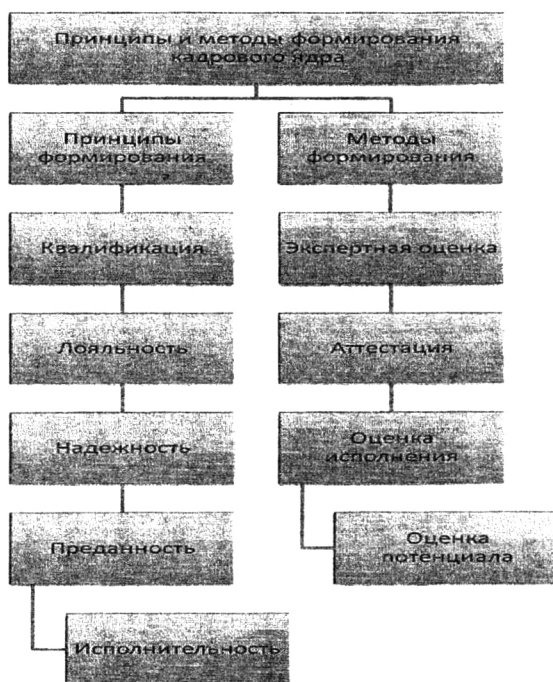 Принципы и методы формирования
кадрового ядра
Принципы
формирования
Методы
формирования
Квалификация
Экспертная оценка
Лояльность
Аттестация
Надежность
Оценка
исполнения
Преданность
Оценка
потенциала
Исполнительность